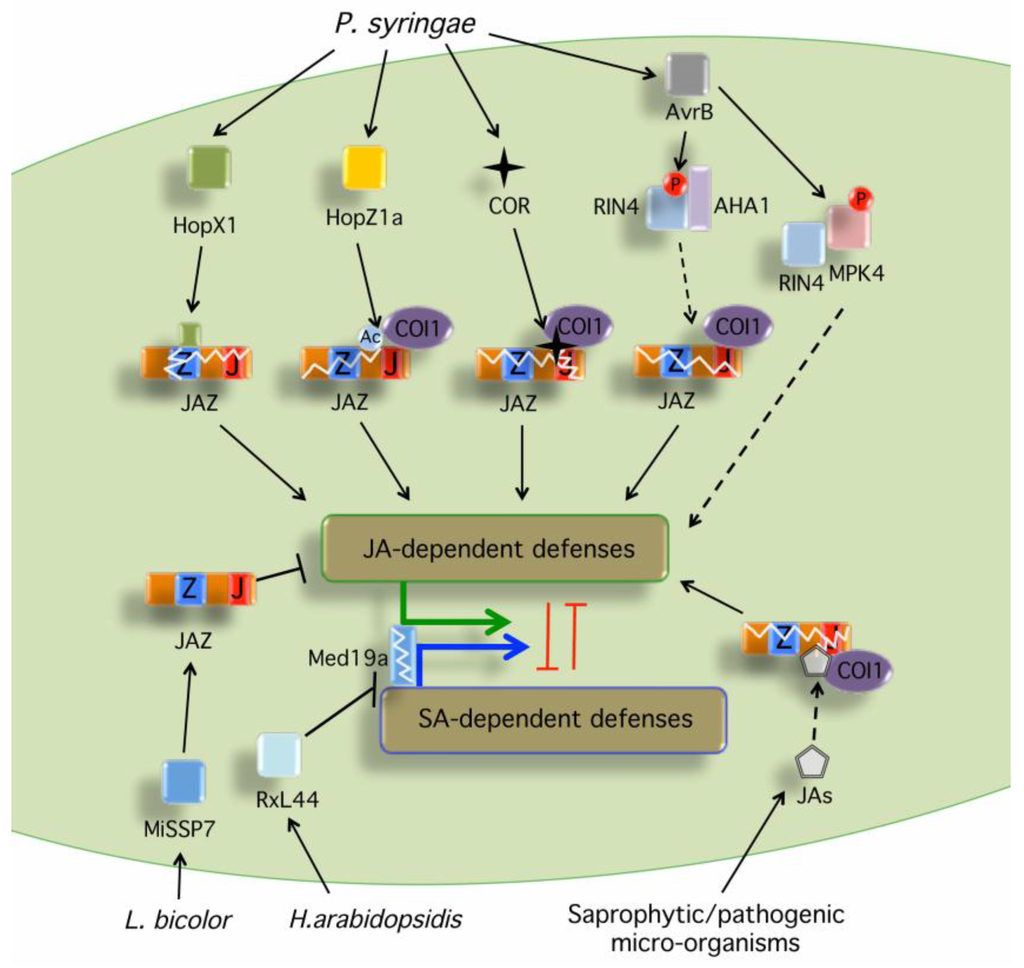 P. syringae
AvrB
HopX1
HopZ1a
COR
P
RIN4
AHA1
P
RIN4
MPK4
Z
J
JAZ
Ac
COI1
Z
J
JAZ
COI1
Z
J
JAZ
COI1
Z
J
JAZ
JA-dependent defenses
Z
J
JAZ
Med19a
Z
J
COI1
SA-dependent defenses
MiSSP7
RxL44
JAs
L. bicolor
H.arabidopsidis
Saprophytic/pathogenic
micro-organisms